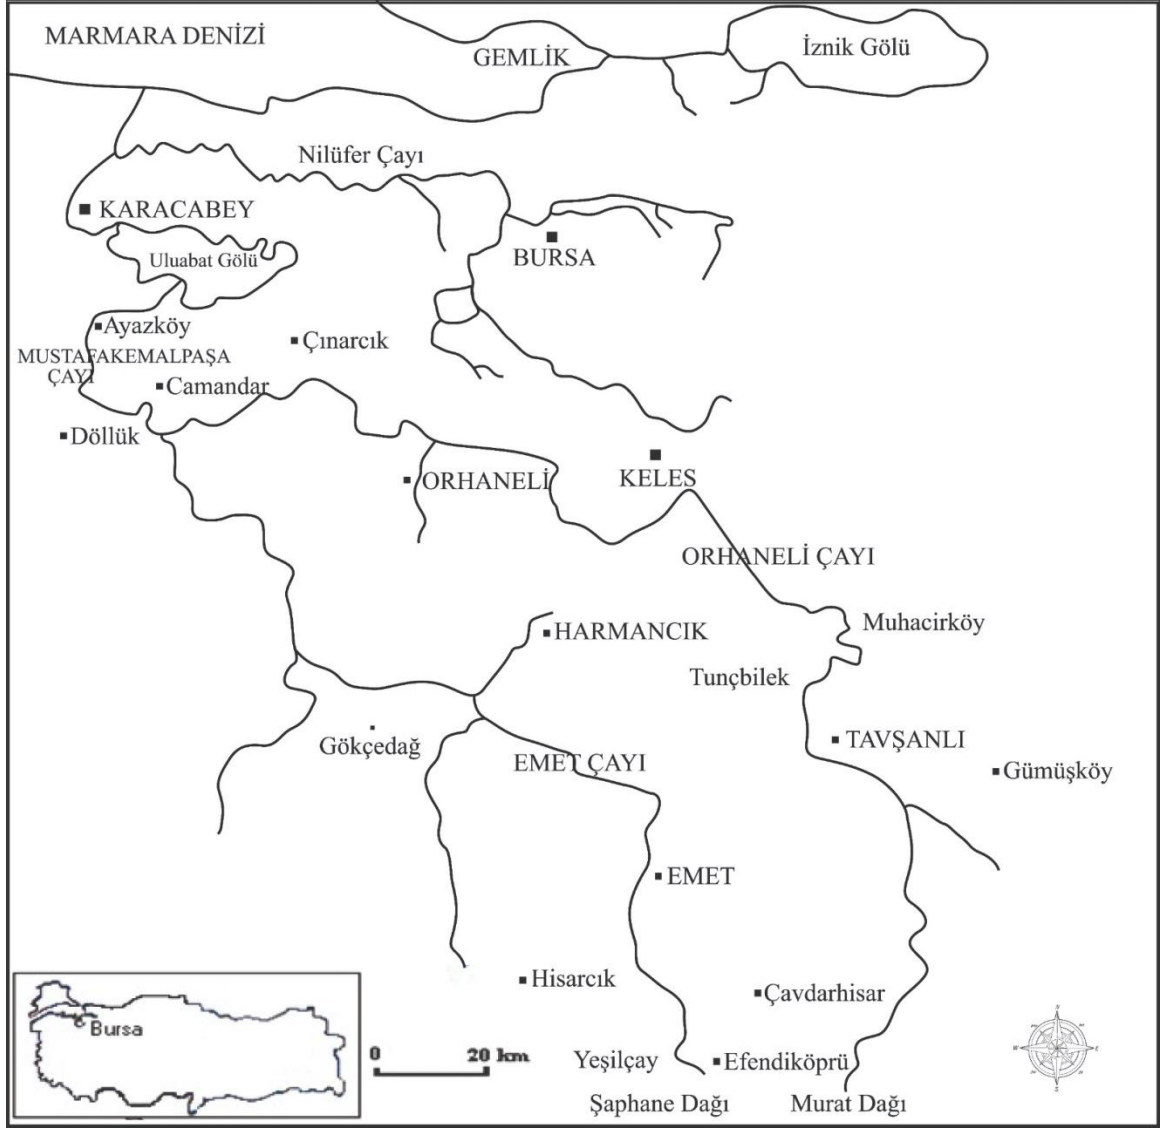 MARMARA DENİZİ
GEMLİK
İznik Gölü
Nilüfer Çayı
KARACABEY
BURSA
Uluabat Gölü
Ayazköy
Çınarcık
MUSTAFAKEMALPAŞA
ÇAYI
Camandar
Döllük
ORHANELİ
KELES
ORHANELİ ÇAYI
HARMANCIK
Muhacirköy
Tunçbilek
Gökçedağ
TAVŞANLI
EMET ÇAYI
Gümüşköy
EMET
Hisarcık
Çavdarhisar
Bursa
0 20 km
Yeşilçay
Efendiköprü
Şaphane Dağı
Murat Dağı